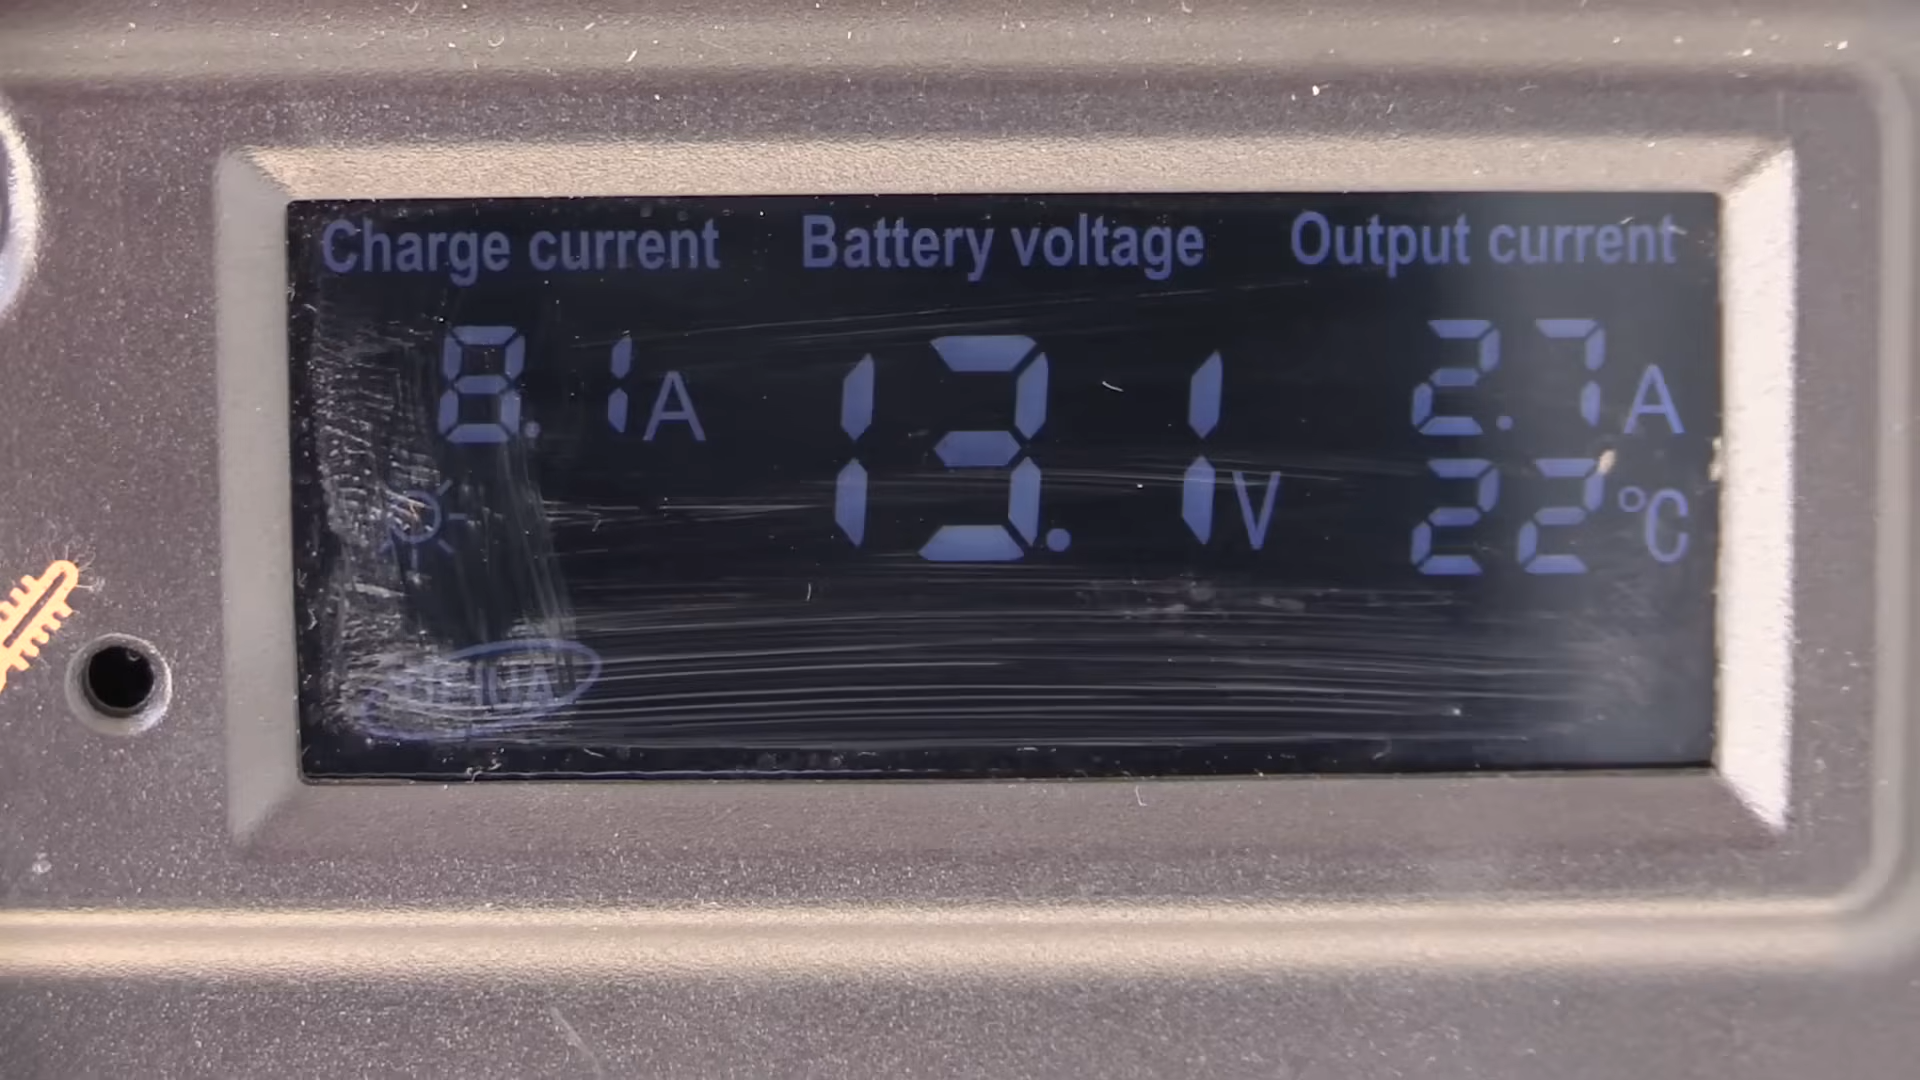 Charge current Battery voltage Output current
8.1A 13.1V 2.7A
22°C